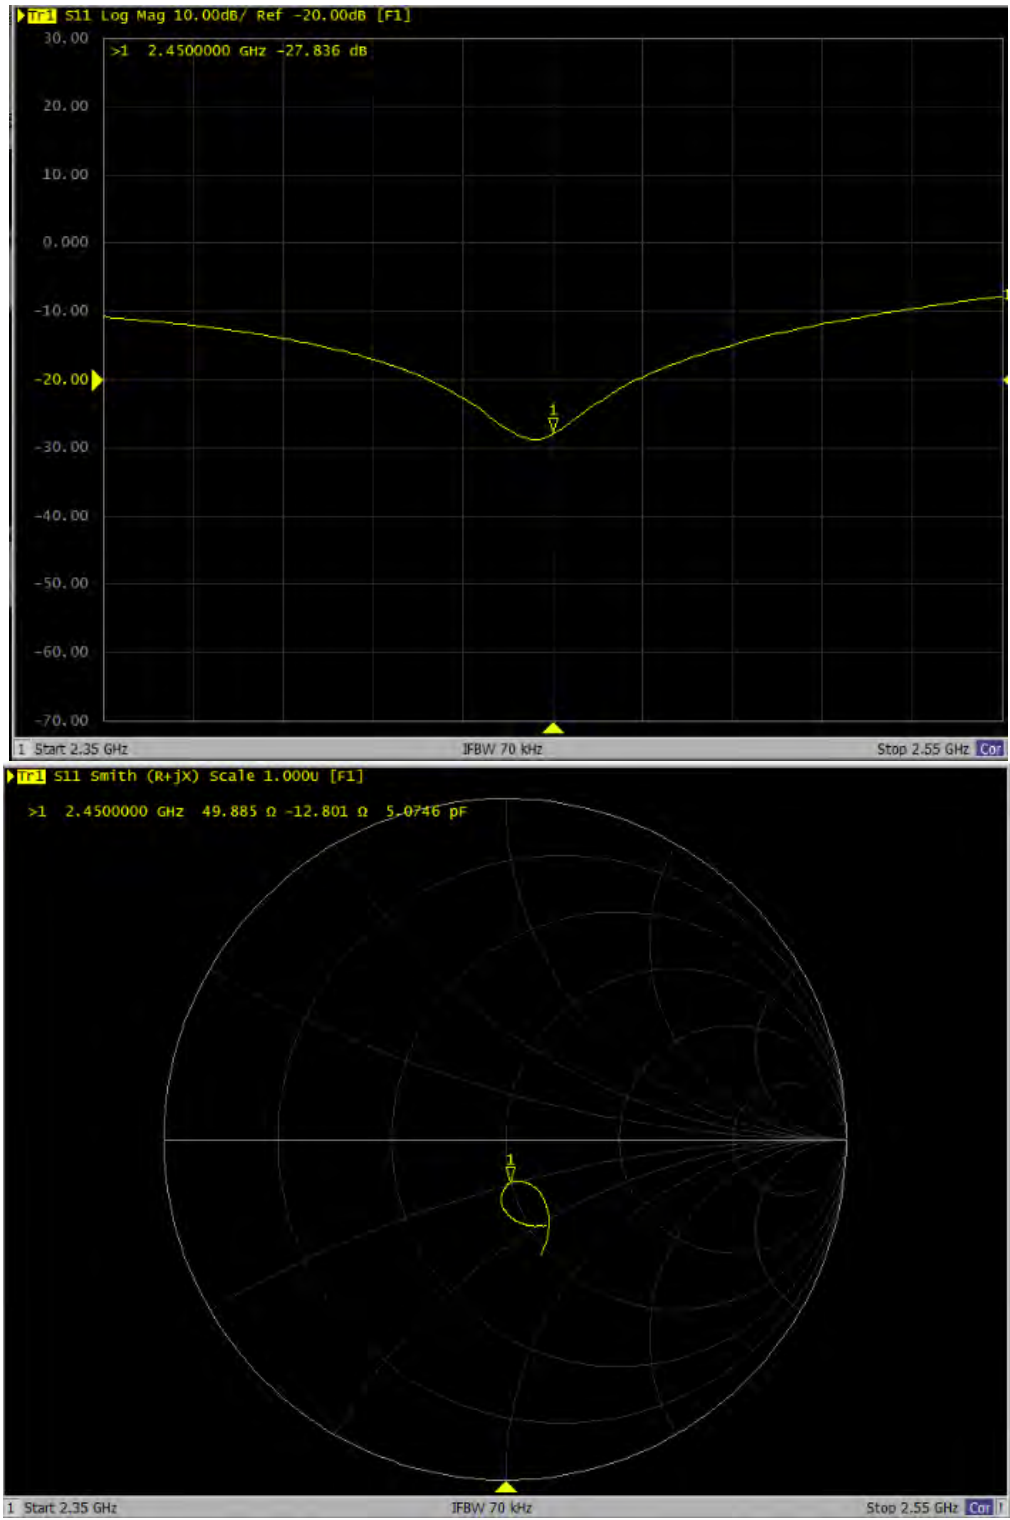 Tr1 S11 Log Mag 10.00dB/ Ref -20.00dB [F1]
30.00
>1 2.4500000 GHz -27.836 dB
20.00
10.00
0.000
-10.00
1
-20.00
1
-30.00
-40.00
-50.00
-60.00
-70.00
1 Start 2.35 GHz IFBW 70 kHz Stop 2.55 GHz Cor
Tr1 S11 Smith (R+jX) Scale 1.000U [F1]
>1 2.4500000 GHz 49.885 Ω -12.801 Ω 5.0746 pF
1
1 Start 2.35 GHz IFBW 70 kHz Stop 2.55 GHz Cor !